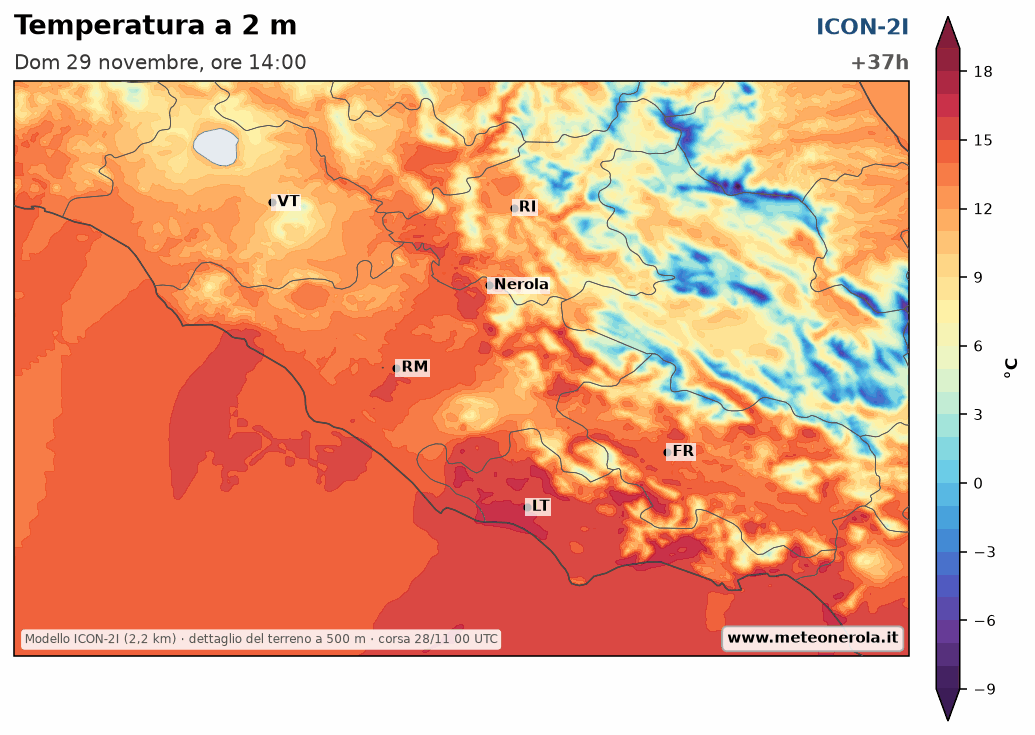 Temperatura a 2 m
ICON-2I
Dom 29 novembre, ore 14:00
+37h
VT
RI
Nerola
RM
FR
LT
Modello ICON-2I (2,2 km) · dettaglio del terreno a 500 m · corsa 28/11 00 UTC
www.meteonerola.it
18
15
12
9
6
3
0
−3
−6
−9
°C